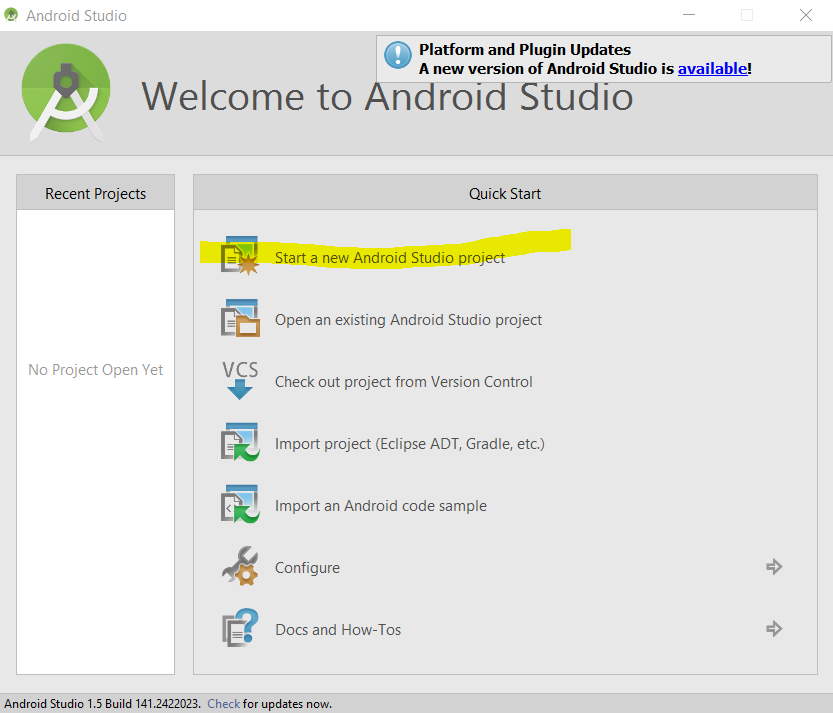 Android Studio
Platform and Plugin Updates
A new version of Android Studio is available!
Welcome to Android Studio
Recent Projects
No Project Open Yet
Quick Start
Start a new Android Studio project
Open an existing Android Studio project
VCS
Check out project from Version Control
Import project (Eclipse ADT, Gradle, etc.)
Import an Android code sample
Configure
Docs and How-Tos
Android Studio 1.5 Build 141.2422023. Check for updates now.